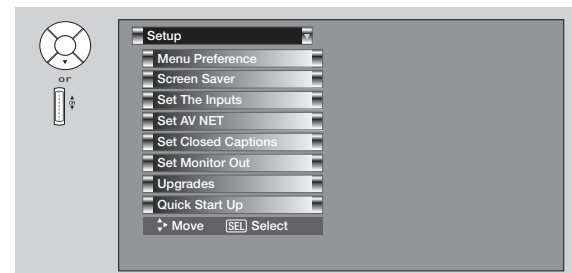 Setup
Menu Preference
Screen Saver
or
Set The Inputs
CH
Set AV NET
Set Closed Captions
Set Monitor Out
Upgrades
Quick Start Up
Move SEL Select